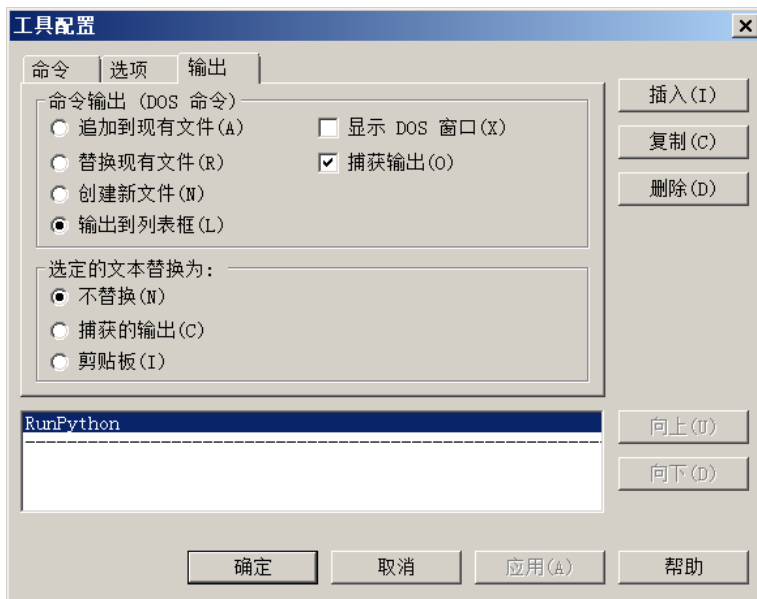 工具配置
命令 选项 输出
命令输出 (DOS 命令)
追加到现有文件(A) 显示 DOS 窗口(X)
替换现有文件(R) 捕获输出(O)
创建新文件(N)
输出到列表框(L)
选定的文本替换为:
不替换(N)
捕获的输出(C)
剪贴板(I)
插入(I)
复制(C)
删除(D)
RunPython
向上(U)
向下(D)
确定 取消 应用(A) 帮助